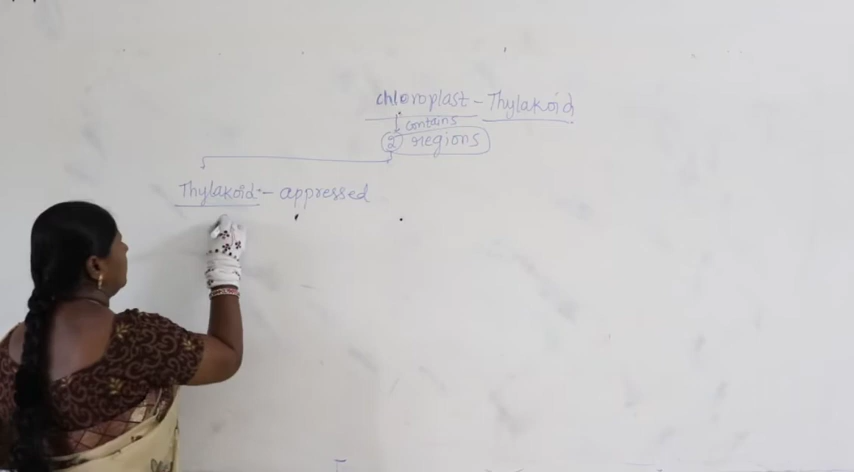 chloroplast - Thylakoid
contains
2 regions
Thylakoid - appressed